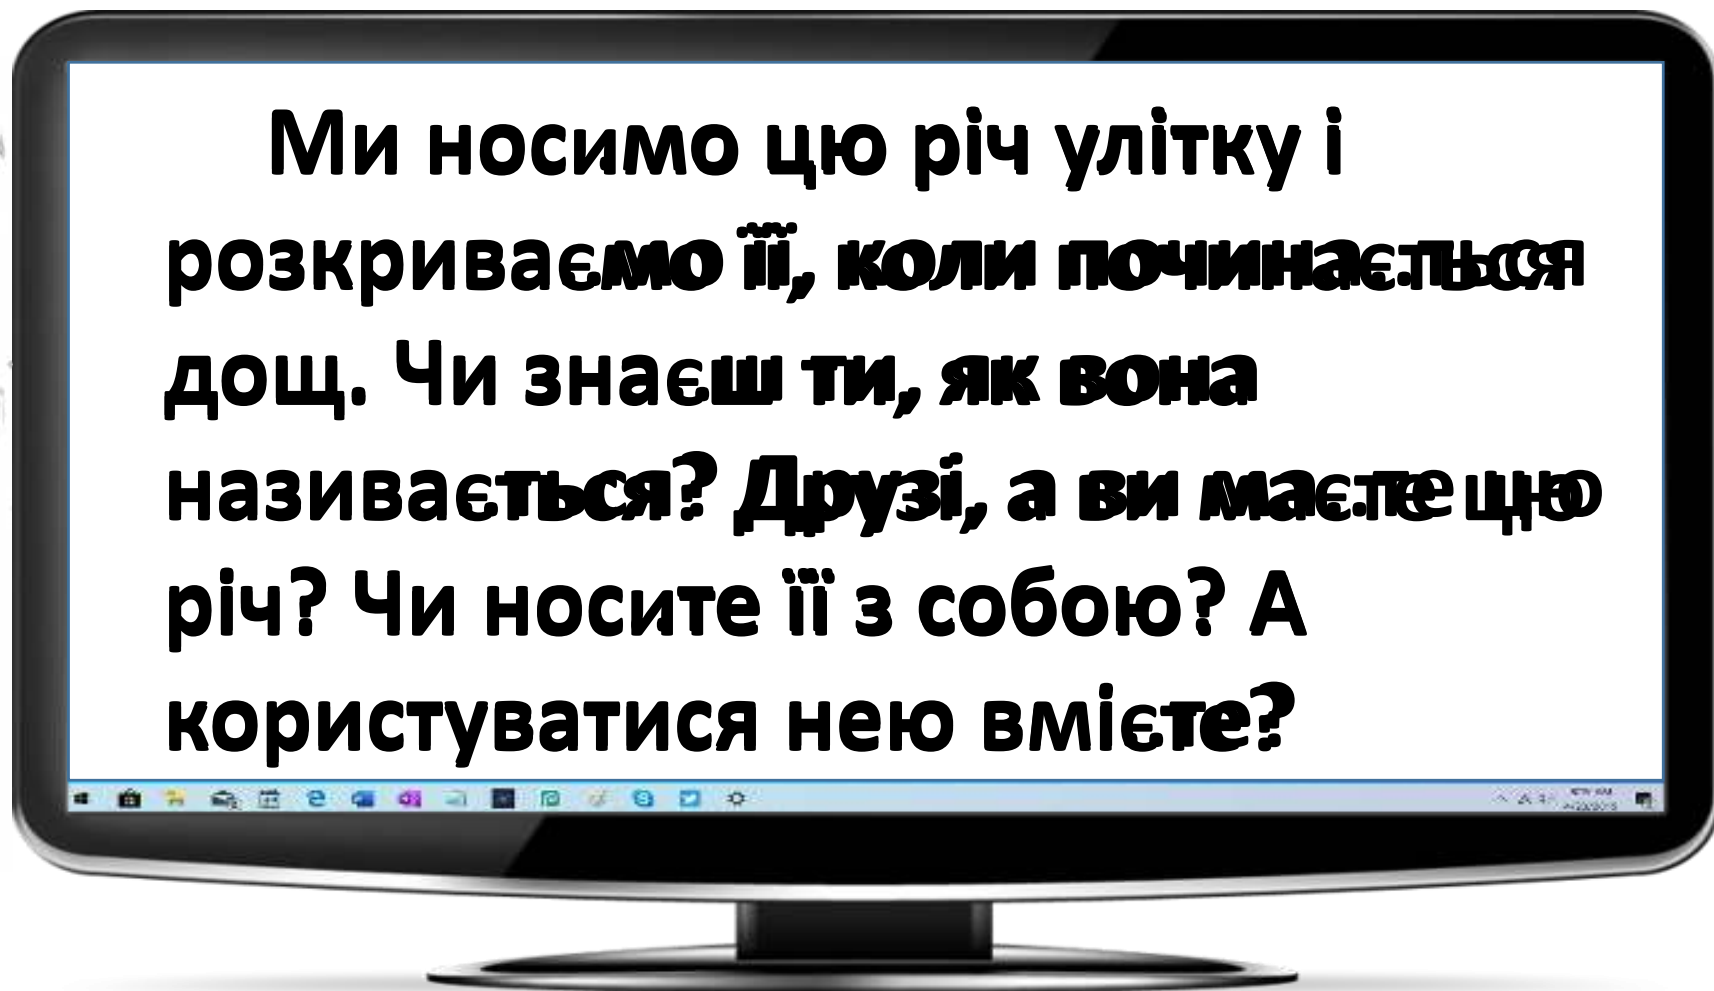 Ми носимо цю річ улітку і
розкриваємо її, коли починається
дощ. Чи знаєш ти, як вона
називається? Друзі, а ви маєте цю
річ? Чи носите її з собою? А
користуватися нею вмієте?